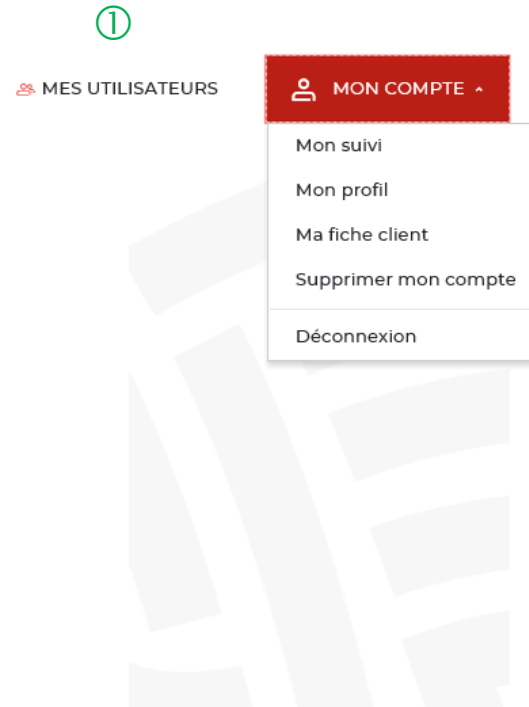 ①
MES UTILISATEURS
MON COMPTE
Mon suivi
Mon profil
Ma fiche client
Supprimer mon compte
Déconnexion